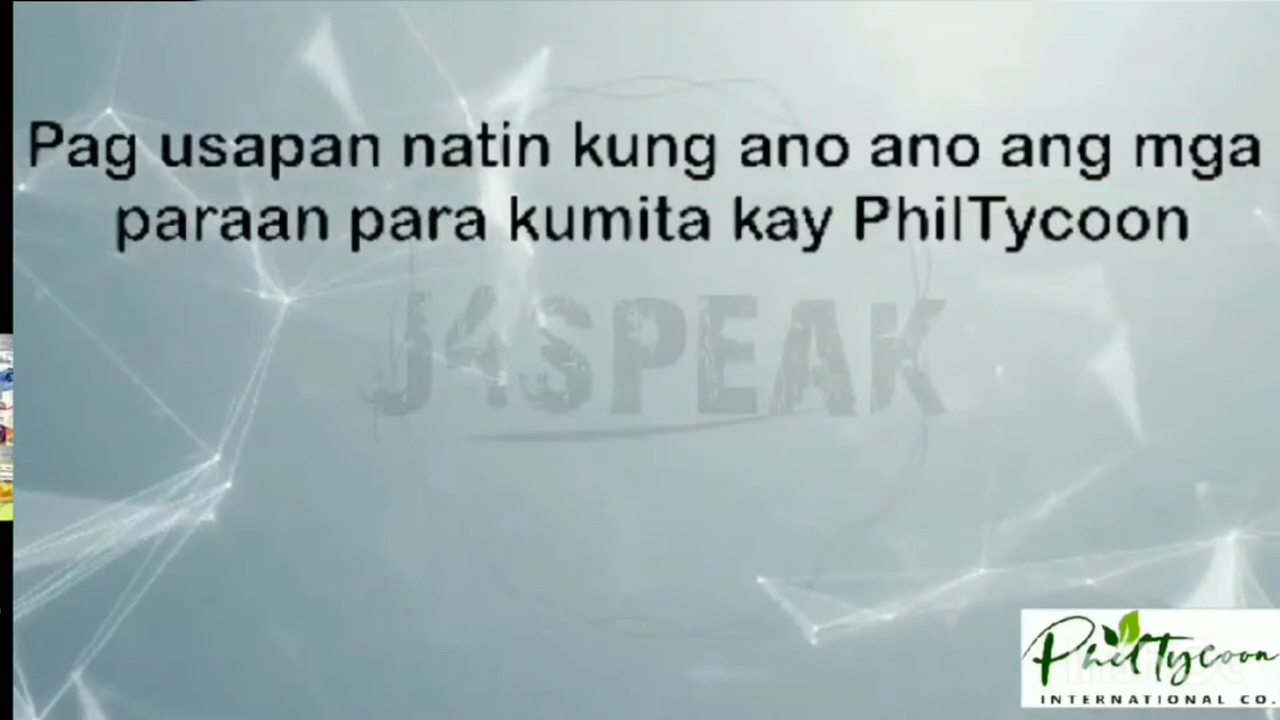 Pag usapan natin kung ano ano ang mga
paraan para kumita kay PhilTycoon
J4SPEAK
PhilTycoon
INTERNATIONAL CO.